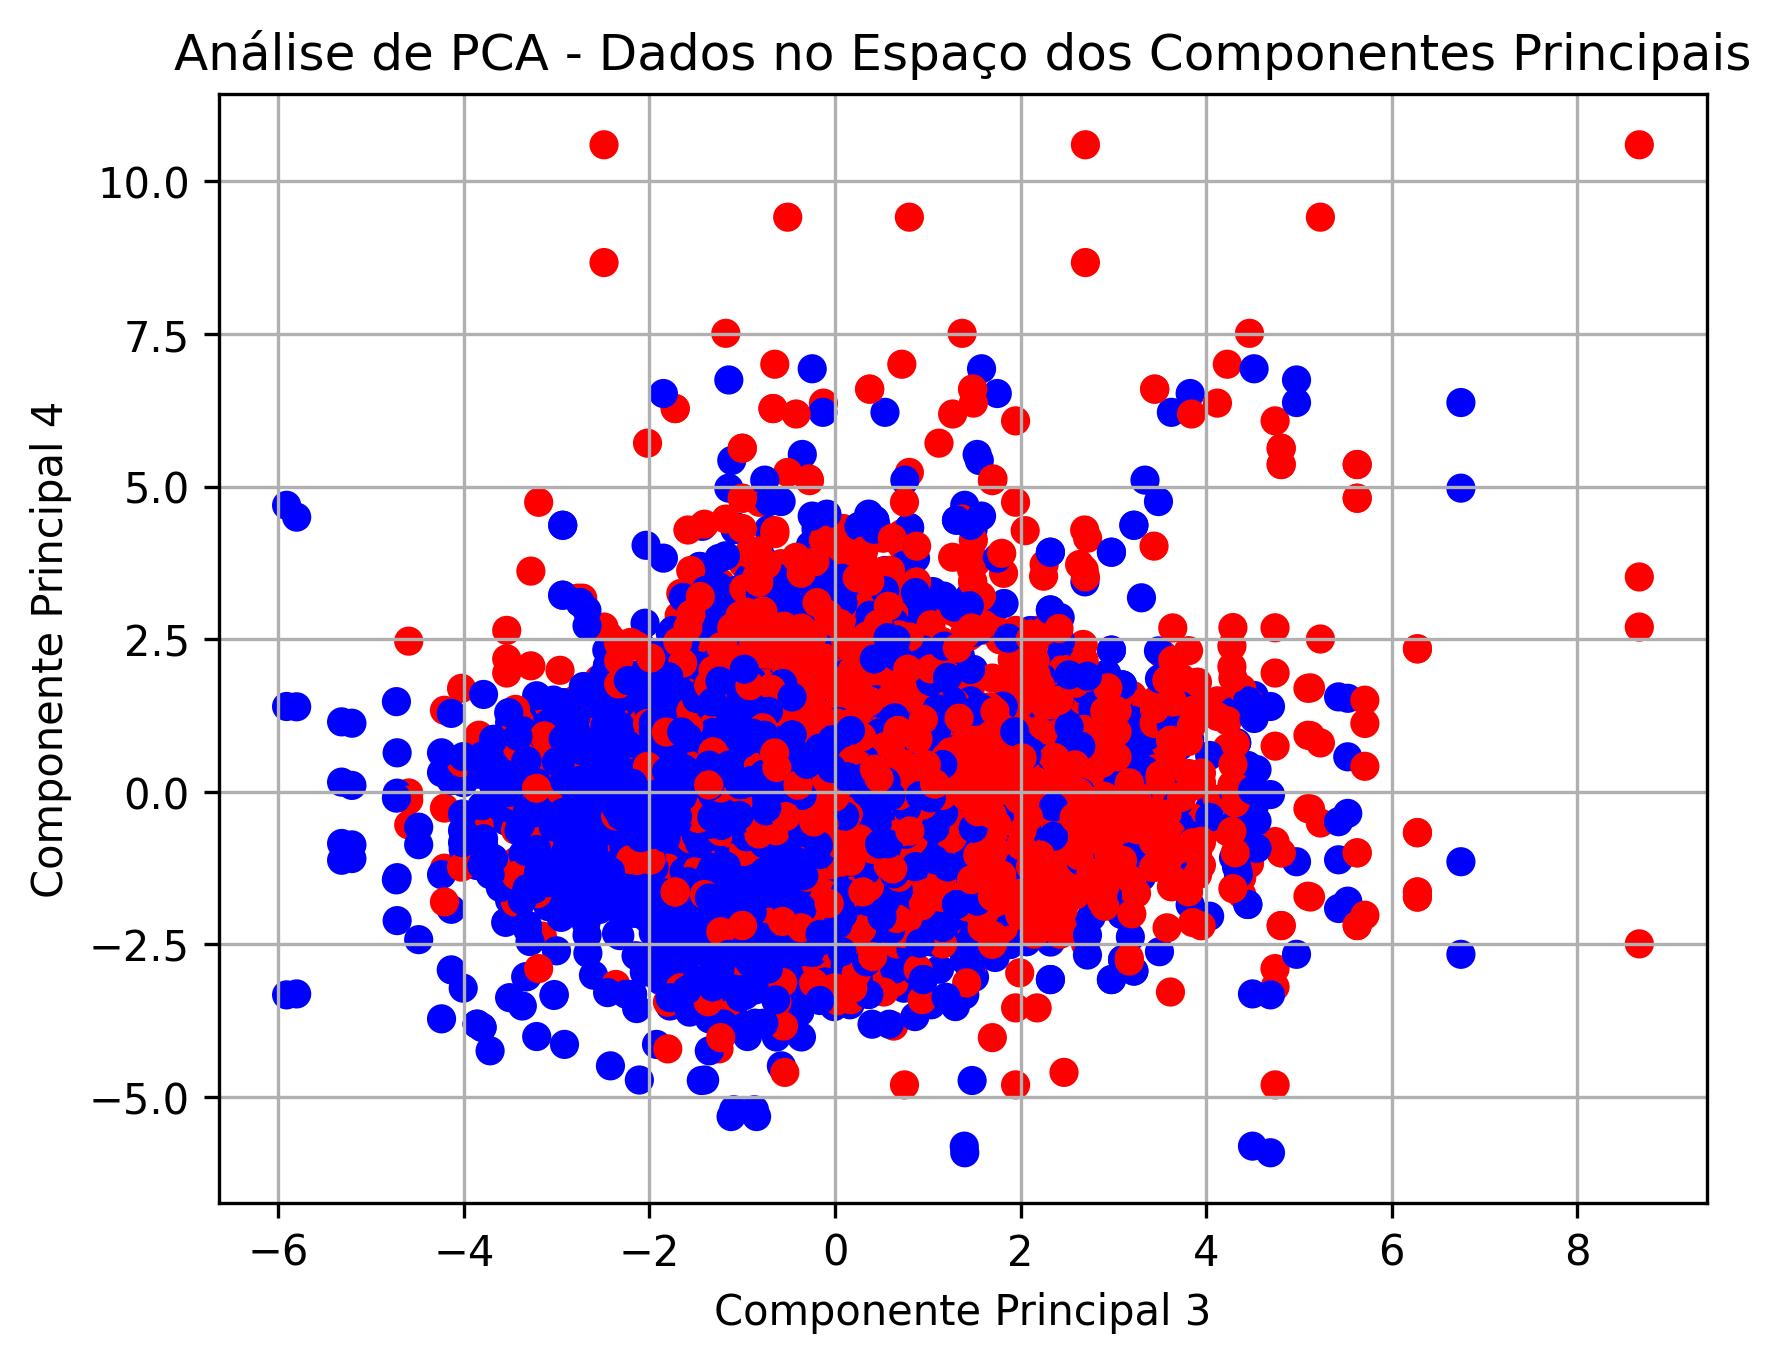 Análise de PCA - Dados no Espaço dos Componentes Principais
10.0
7.5
5.0
2.5
0.0
−2.5
−5.0
Componente Principal 4
−6 −4 −2 0 2 4 6 8
Componente Principal 3